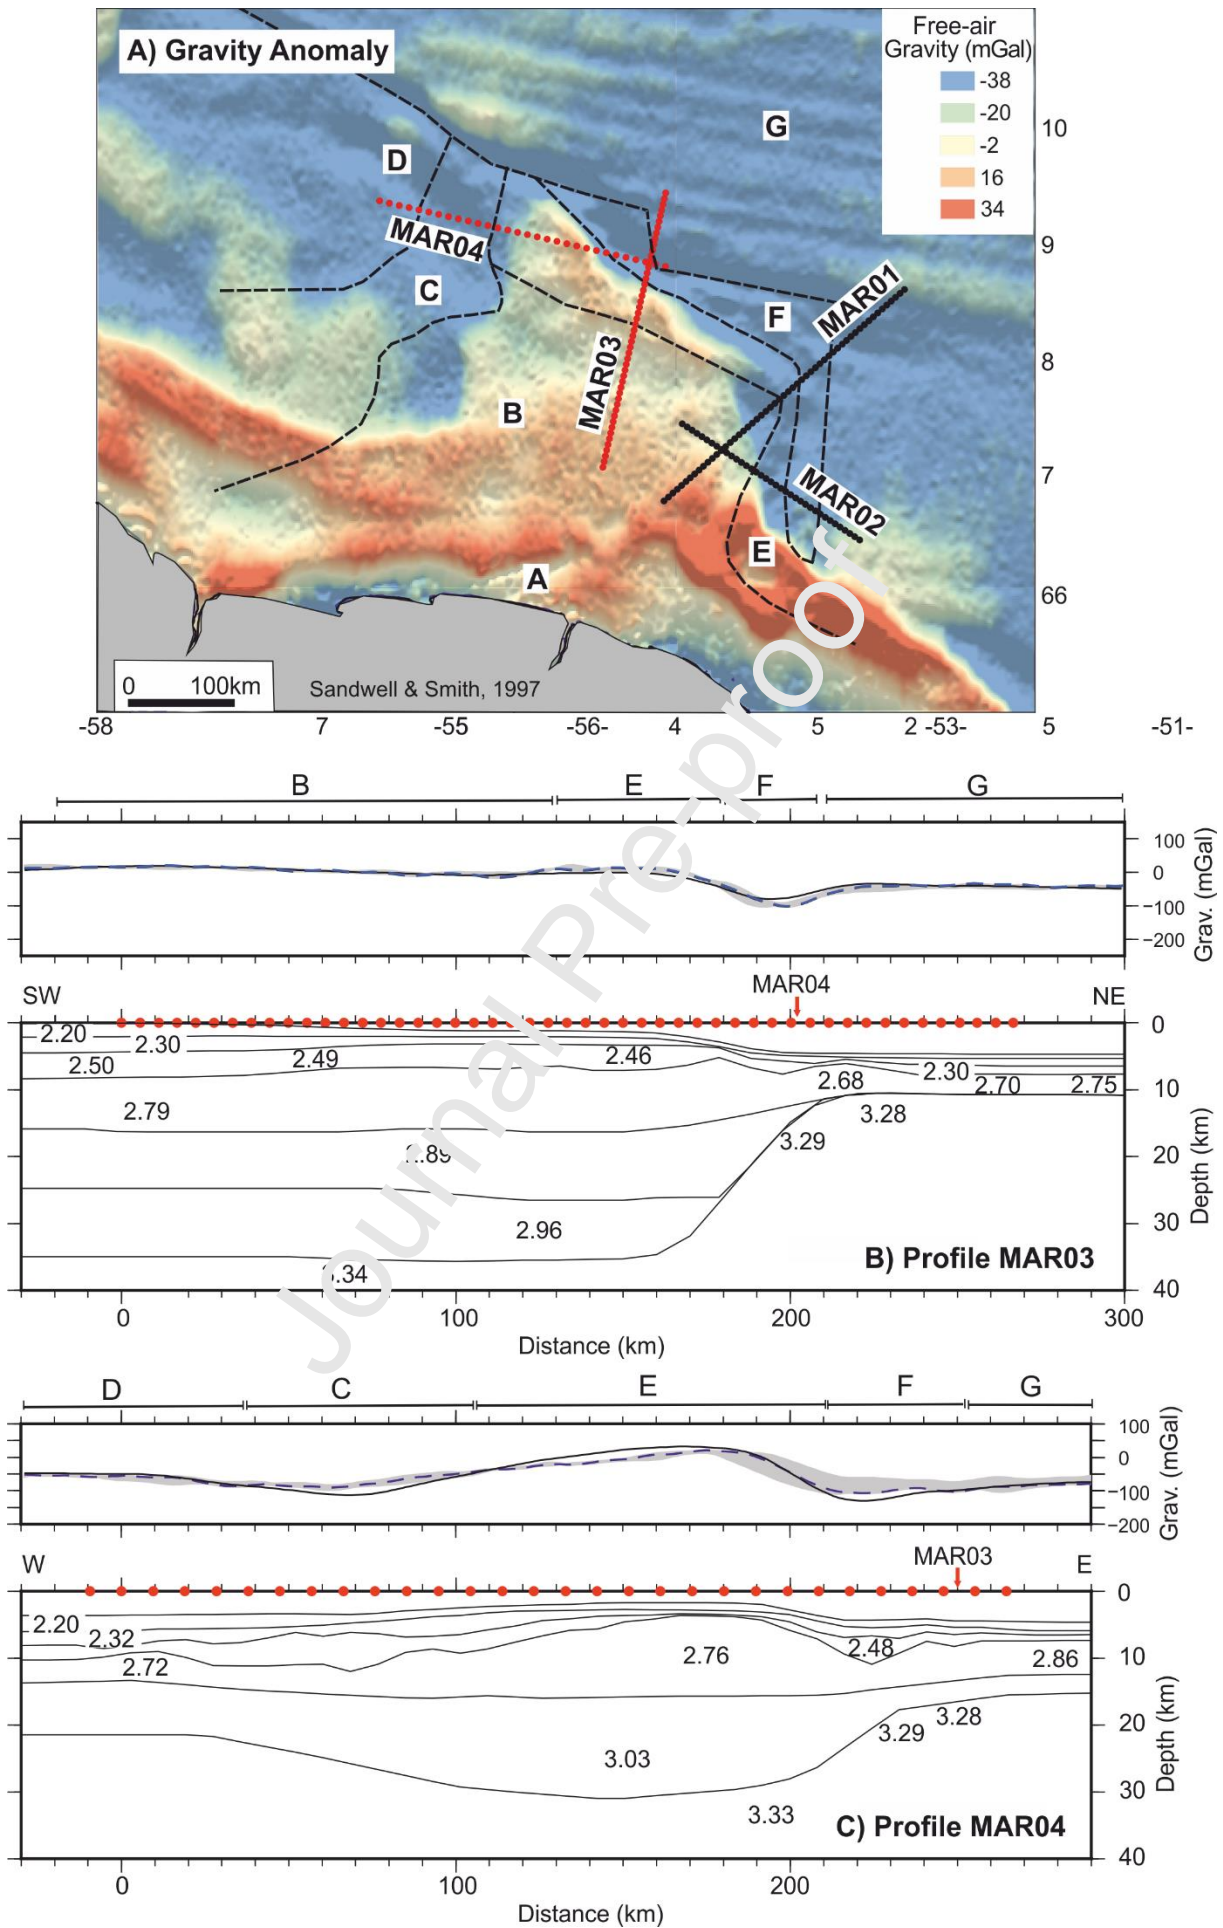 A) Gravity Anomaly
Free-air
Gravity (mGal)
-38
-20
-2
16
34
G
D
C
F
B
E
A
MAR04
MAR03
MAR01
MAR02
10
9
8
7
66
0 100km
Sandwell & Smith, 1997
-58 7 -55 -56- 4 5 2 -53- 5 -51-
Journal Pre-proof
B E F G
100
0
−100
−200
Grav. (mGal)
SW MAR04 NE
2.20 2.30 2.49 2.46
2.50 2.68 2.30 2.70 2.75
2.79 3.28
2.89 3.29
2.96
3.34
0
10
20
30
40
Depth (km)
B) Profile MAR03
0 100 200 300
Distance (km)
D C E F G
100
0
−100
−200
Grav. (mGal)
W MAR03 E
2.20 2.32 2.48
2.72 2.76 2.86
3.28
3.03 3.29
3.33
0
10
20
30
40
Depth (km)
C) Profile MAR04
0 100 200
Distance (km)